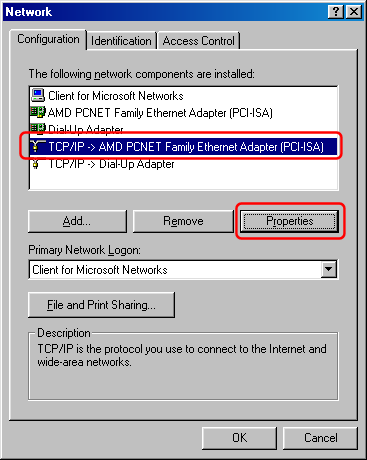 Network
Configuration Identification Access Control
The following network components are installed:
Client for Microsoft Networks
AMD PCNET Family Ethernet Adapter (PCI-ISA)
Dial-Up Adapter
TCP/IP -> AMD PCNET Family Ethernet Adapter (PCI-ISA)
TCP/IP -> Dial-Up Adapter
Add... Remove Properties
Primary Network Logon:
Client for Microsoft Networks
File and Print Sharing...
Description
TCP/IP is the protocol you use to connect to the Internet and
wide-area networks.
OK Cancel